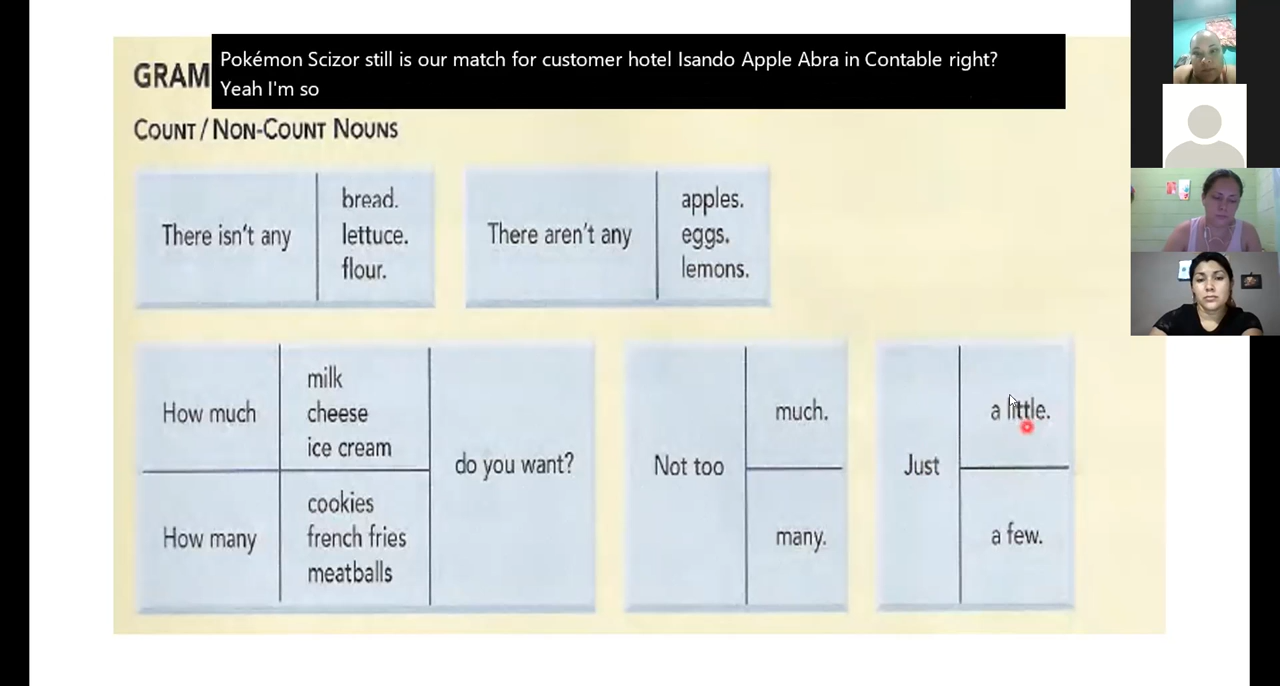 Pokémon Scizor still is our match for customer hotel Isando Apple Abra in Contable right?
Yeah I'm so
GRAM
COUNT / NON-COUNT NOUNS
There isn't any
bread.
lettuce.
flour.
There aren't any
apples.
eggs.
lemons.
How much
milk
cheese
ice cream
How many
cookies
french fries
meatballs
do you want?
Not too
much.
many.
Just
a little.
a few.